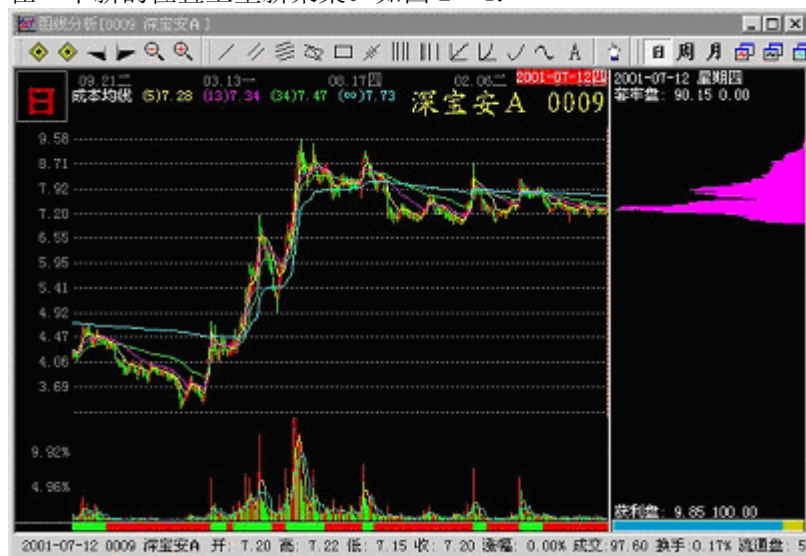 图线分析[0009 深宝安A ]
A 日 周 月
日
09.21二 03.13一 08.17四 02.06二 2001-07-12四
成本均线 (5)7.28 (13)7.34 (34)7.47 (∞)7.73
深宝安A 0009
2001-07-12 星期四
套牢盘: 90.15 0.00
9.58
8.71
7.92
7.20
6.55
5.95
5.41
4.92
4.47
4.06
3.69
9.92%
4.96%
获利盘: 9.85 100.00
2001-07-12 0009 深宝安A 开: 7.20 高: 7.22 低: 7.15 收: 7.20 涨幅: 0.00% 成交:97.60 换手:0.17% 流通盘: 5